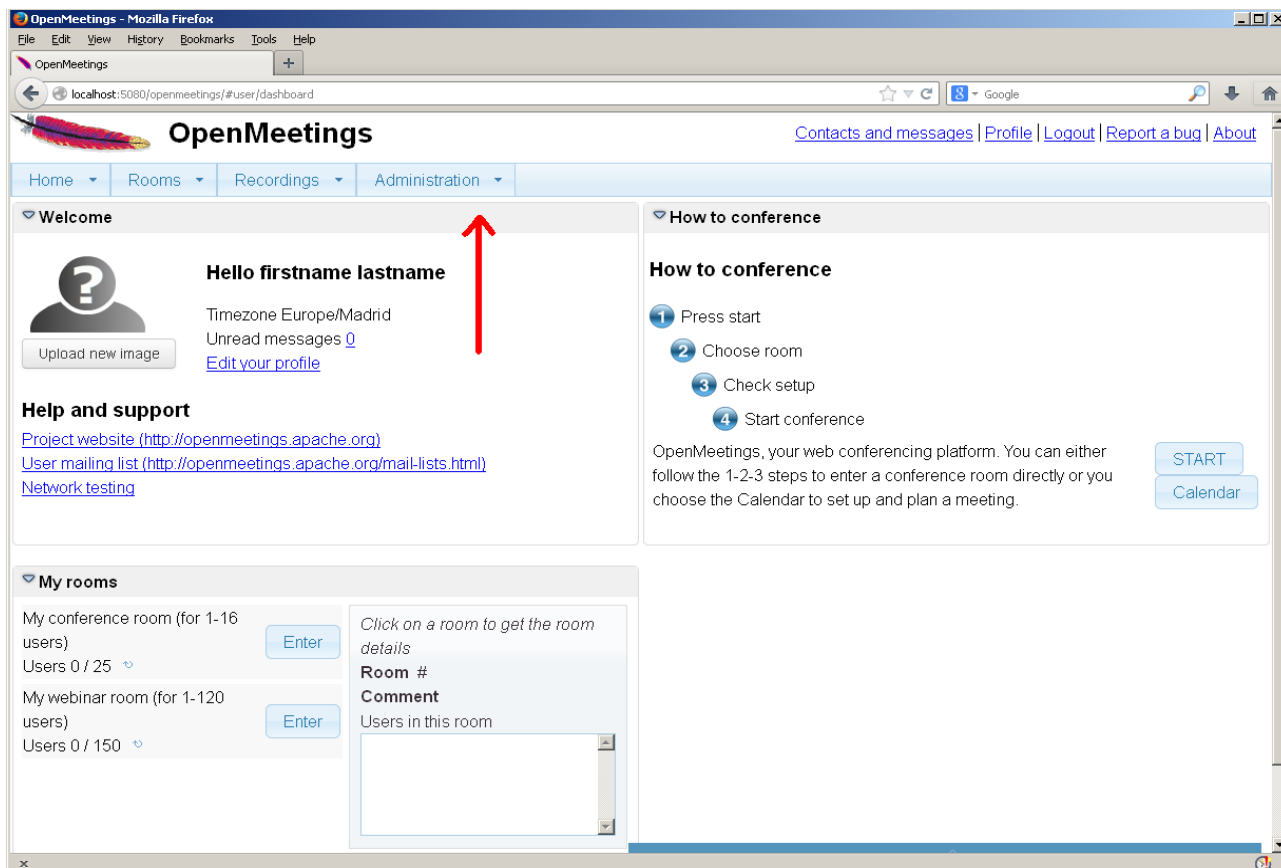 OpenMeetings - Mozilla Firefox
File Edit View History Bookmarks Tools Help
OpenMeetings
localhost:5080/openmeetings/#user/dashboard
8 Google
OpenMeetings
Contacts and messages | Profile | Logout | Report a bug | About
Home Rooms Recordings Administration
Welcome
Hello firstname lastname
Timezone Europe/Madrid
Unread messages 0
Edit your profile
Upload new image
Help and support
Project website (http://openmeetings.apache.org)
User mailing list (http://openmeetings.apache.org/mail-lists.html)
Network testing
How to conference
How to conference
1 Press start
2 Choose room
3 Check setup
4 Start conference
OpenMeetings, your web conferencing platform. You can either
follow the 1-2-3 steps to enter a conference room directly or you
choose the Calendar to set up and plan a meeting.
START
Calendar
My rooms
My conference room (for 1-16
users)
Users 0 / 25
Enter
My webinar room (for 1-120
users)
Users 0 / 150
Enter
Click on a room to get the room
details
Room #
Comment
Users in this room